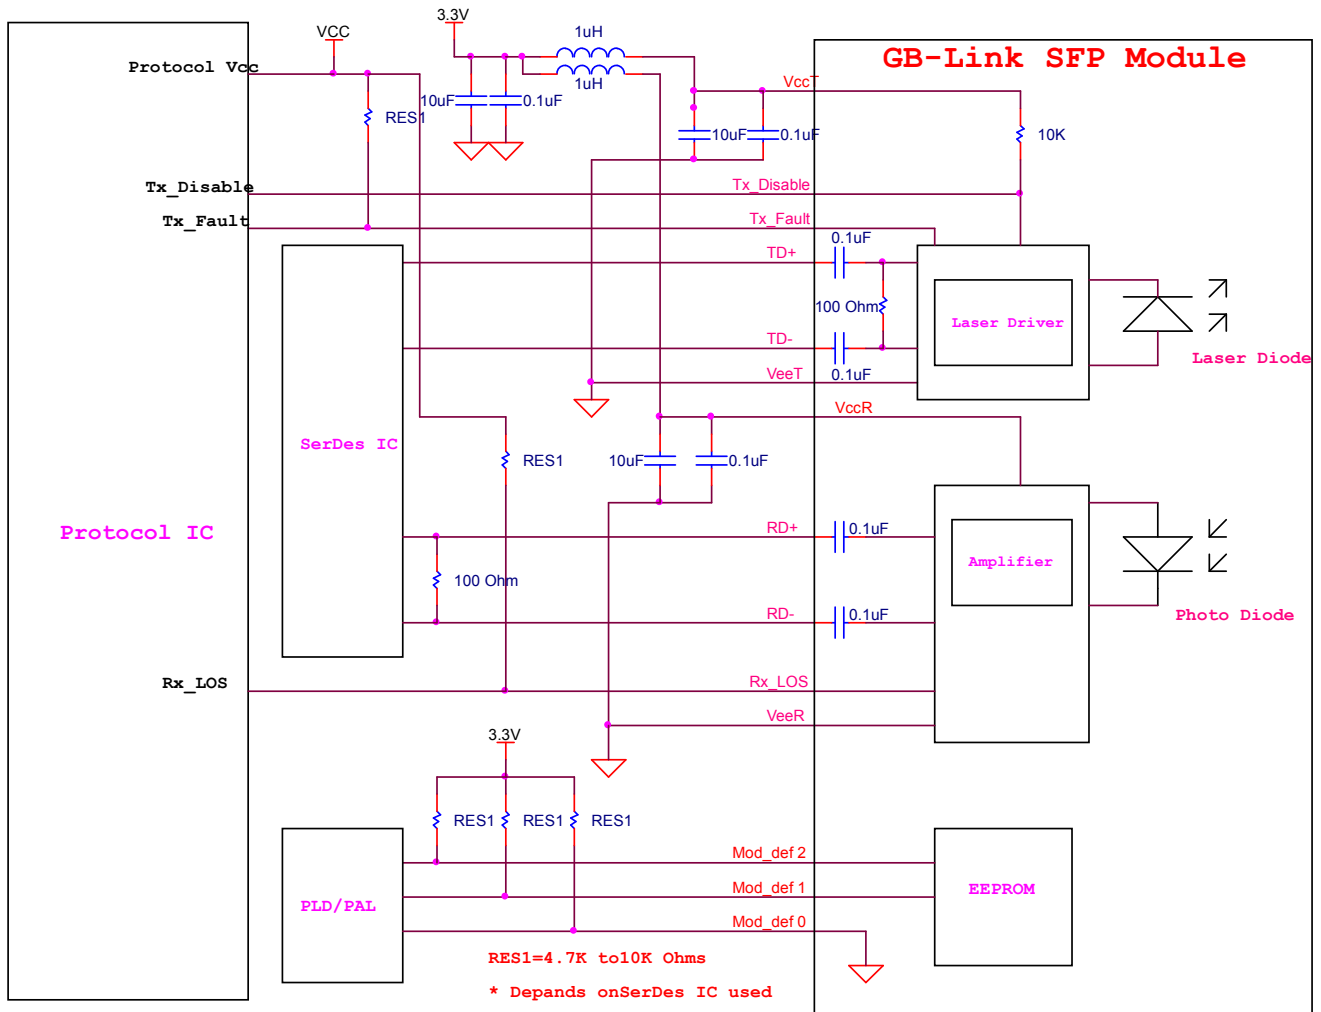 3.3V
VCC
1uH
GB-Link SFP Module
Protocol Vcc
1uH
VccT
10uF
0.1uF
RES1
10uF
0.1uF
10K
Tx_Disable
Tx_Disable
Tx_Fault
Tx_Fault
0.1uF
TD+
100 Ohm
Laser Driver
TD-
Laser Diode
VeeT
0.1uF
VccR
SerDes IC
RES1
10uF
0.1uF
Protocol IC
RD+
0.1uF
Amplifier
100 Ohm
RD-
0.1uF
Photo Diode
Rx_LOS
Rx_LOS
VeeR
3.3V
RES1
RES1
RES1
Mod_def 2
Mod_def 1
EEPROM
PLD/PAL
Mod_def 0
RES1=4.7K to10K Ohms
* Depands onSerDes IC used